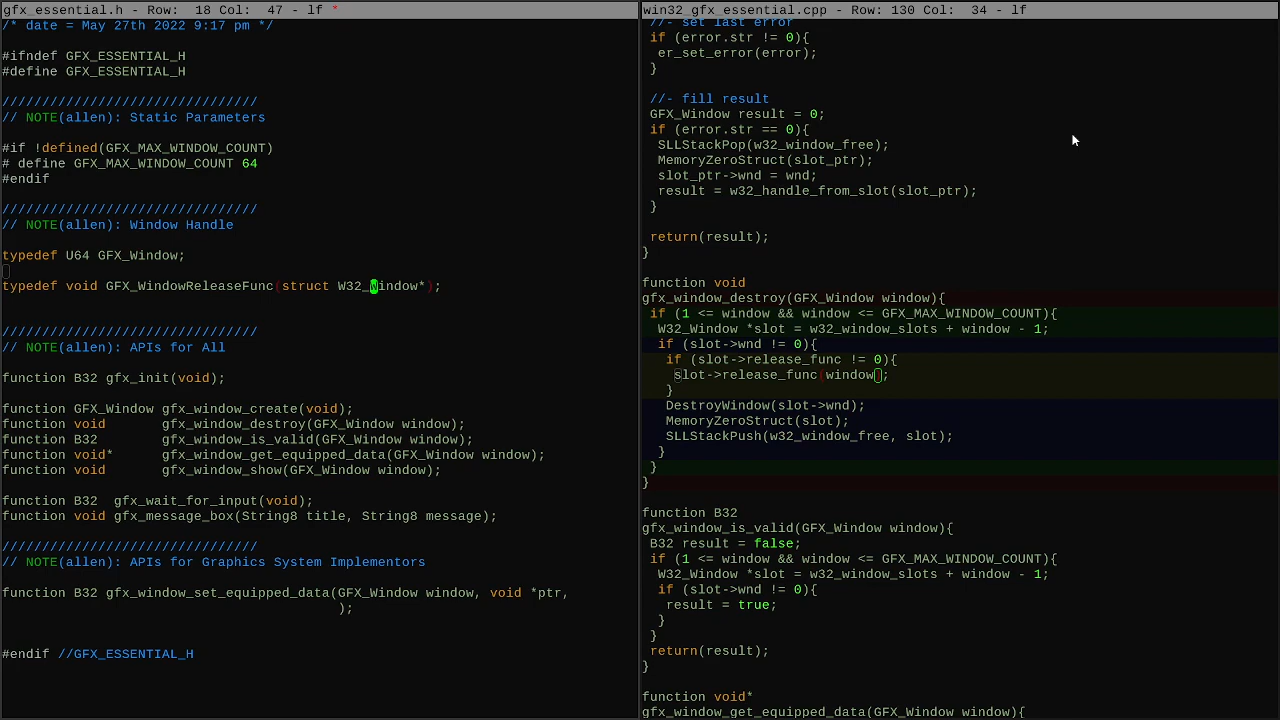 gfx_essential.h - Row: 18 Col: 47 - lf *
/* date = May 27th 2022 9:17 pm */
#ifndef GFX_ESSENTIAL_H
#define GFX_ESSENTIAL_H
////////////////////////////////
// NOTE(allen): Static Parameters
#if !defined(GFX_MAX_WINDOW_COUNT)
# define GFX_MAX_WINDOW_COUNT 64
#endif
////////////////////////////////
// NOTE(allen): Window Handle
typedef U64 GFX_Window;
typedef void GFX_WindowReleaseFunc(struct W32_Window*);
////////////////////////////////
// NOTE(allen): APIs for All
function B32 gfx_init(void);
function GFX_Window gfx_window_create(void);
function void       gfx_window_destroy(GFX_Window window);
function B32        gfx_window_is_valid(GFX_Window window);
function void*      gfx_window_get_equipped_data(GFX_Window window);
function void       gfx_window_show(GFX_Window window);
function B32  gfx_wait_for_input(void);
function void gfx_message_box(String8 title, String8 message);
////////////////////////////////
// NOTE(allen): APIs for Graphics System Implementors
function B32 gfx_window_set_equipped_data(GFX_Window window, void *ptr,
);
#endif //GFX_ESSENTIAL_H
win32_gfx_essential.cpp - Row: 130 Col: 34 - lf
//- set last error
if (error.str != 0){
er_set_error(error);
}
//- fill result
GFX_Window result = 0;
if (error.str == 0){
SLLStackPop(w32_window_free);
MemoryZeroStruct(slot_ptr);
slot_ptr->wnd = wnd;
result = w32_handle_from_slot(slot_ptr);
}
return(result);
}
function void
gfx_window_destroy(GFX_Window window){
if (1 <= window && window <= GFX_MAX_WINDOW_COUNT){
W32_Window *slot = w32_window_slots + window - 1;
if (slot->wnd != 0){
if (slot->release_func != 0){
slot->release_func(window);
}
DestroyWindow(slot->wnd);
MemoryZeroStruct(slot);
SLLStackPush(w32_window_free, slot);
}
}
}
function B32
gfx_window_is_valid(GFX_Window window){
B32 result = false;
if (1 <= window && window <= GFX_MAX_WINDOW_COUNT){
W32_Window *slot = w32_window_slots + window - 1;
if (slot->wnd != 0){
result = true;
}
}
return(result);
}
function void*
gfx_window_get_equipped_data(GFX_Window window){